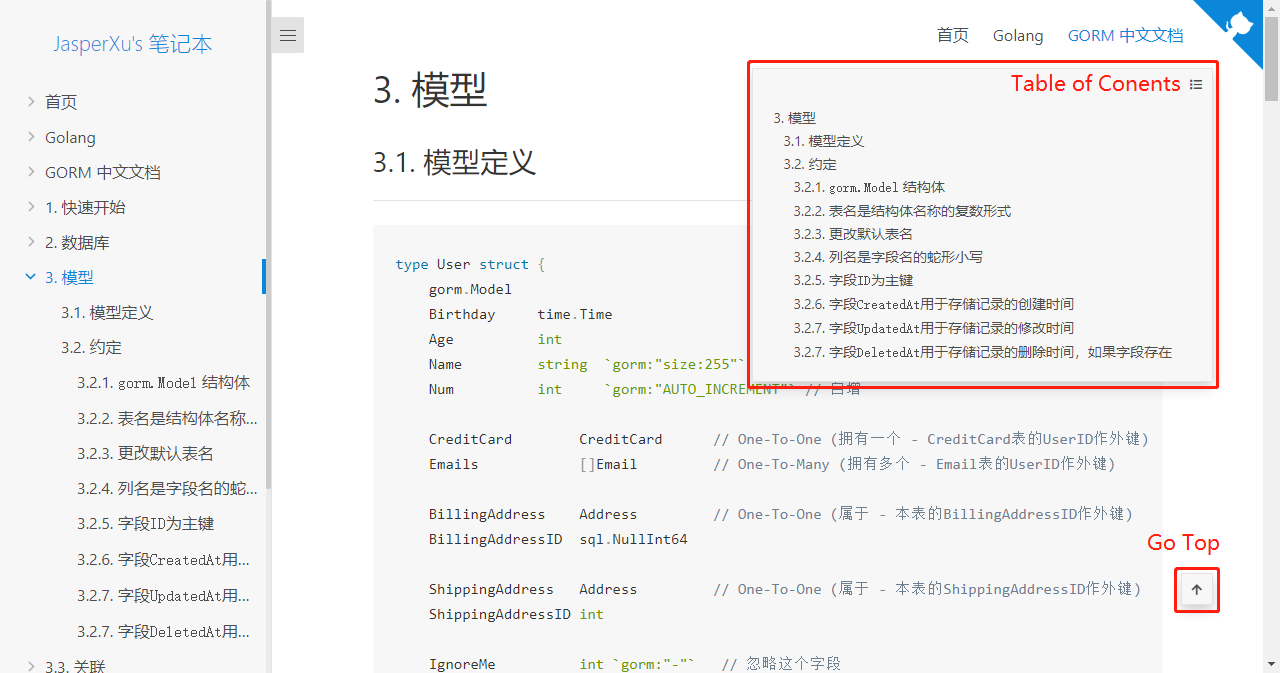 JasperXu's 笔记本
首页
Golang
GORM 中文文档
1. 快速开始
2. 数据库
3. 模型
3.1. 模型定义
3.2. 约定
3.2.1. gorm.Model 结构体
3.2.2. 表名是结构体名称...
3.2.3. 更改默认表名
3.2.4. 列名是字段名的蛇...
3.2.5. 字段ID为主键
3.2.6. 字段CreatedAt用...
3.2.7. 字段UpdatedAt用...
3.2.7. 字段DeletedAt用...
3.3. 关联
首页 Golang GORM 中文文档
3. 模型
3.1. 模型定义
Table of Conents
3. 模型
3.1. 模型定义
3.2. 约定
3.2.1. gorm.Model 结构体
3.2.2. 表名是结构体名称的复数形式
3.2.3. 更改默认表名
3.2.4. 列名是字段名的蛇形小写
3.2.5. 字段ID为主键
3.2.6. 字段CreatedAt用于存储记录的创建时间
3.2.7. 字段UpdatedAt用于存储记录的修改时间
3.2.7. 字段DeletedAt用于存储记录的删除时间，如果字段存在
type User struct {
gorm.Model
Birthday time.Time
Age int
Name string `gorm:"size:255"`
Num int `gorm:"AUTO_INCREMENT"` // 自增
CreditCard CreditCard // One-To-One (拥有一个 - CreditCard表的UserID作外键)
Emails []Email // One-To-Many (拥有多个 - Email表的UserID作外键)
BillingAddress Address // One-To-One (属于 - 本表的BillingAddressID作外键)
BillingAddressID sql.NullInt64
ShippingAddress Address // One-To-One (属于 - 本表的ShippingAddressID作外键)
ShippingAddressID int
IgnoreMe int `gorm:"-"` // 忽略这个字段
Go Top